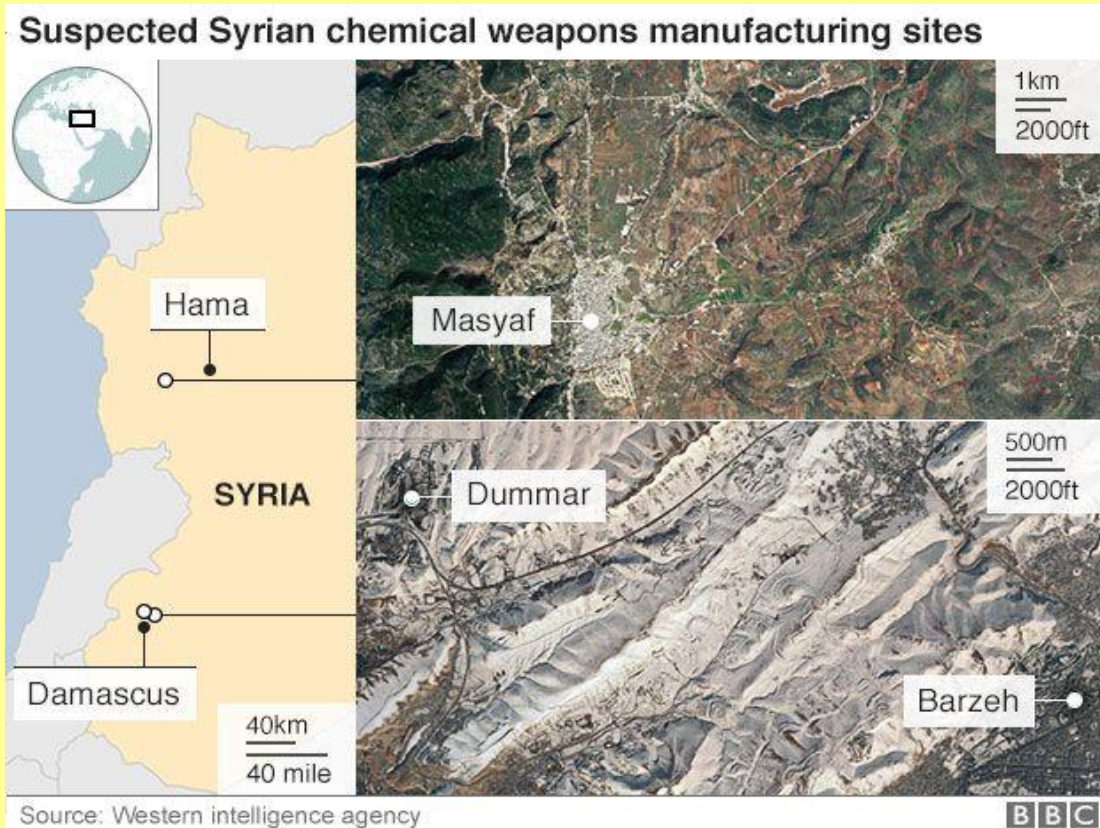 Suspected Syrian chemical weapons manufacturing sites
1km
2000ft
Hama
Masyaf
500m
2000ft
Dummar
SYRIA
Damascus
Barzeh
40km
40 mile
Source: Western intelligence agency
BBC